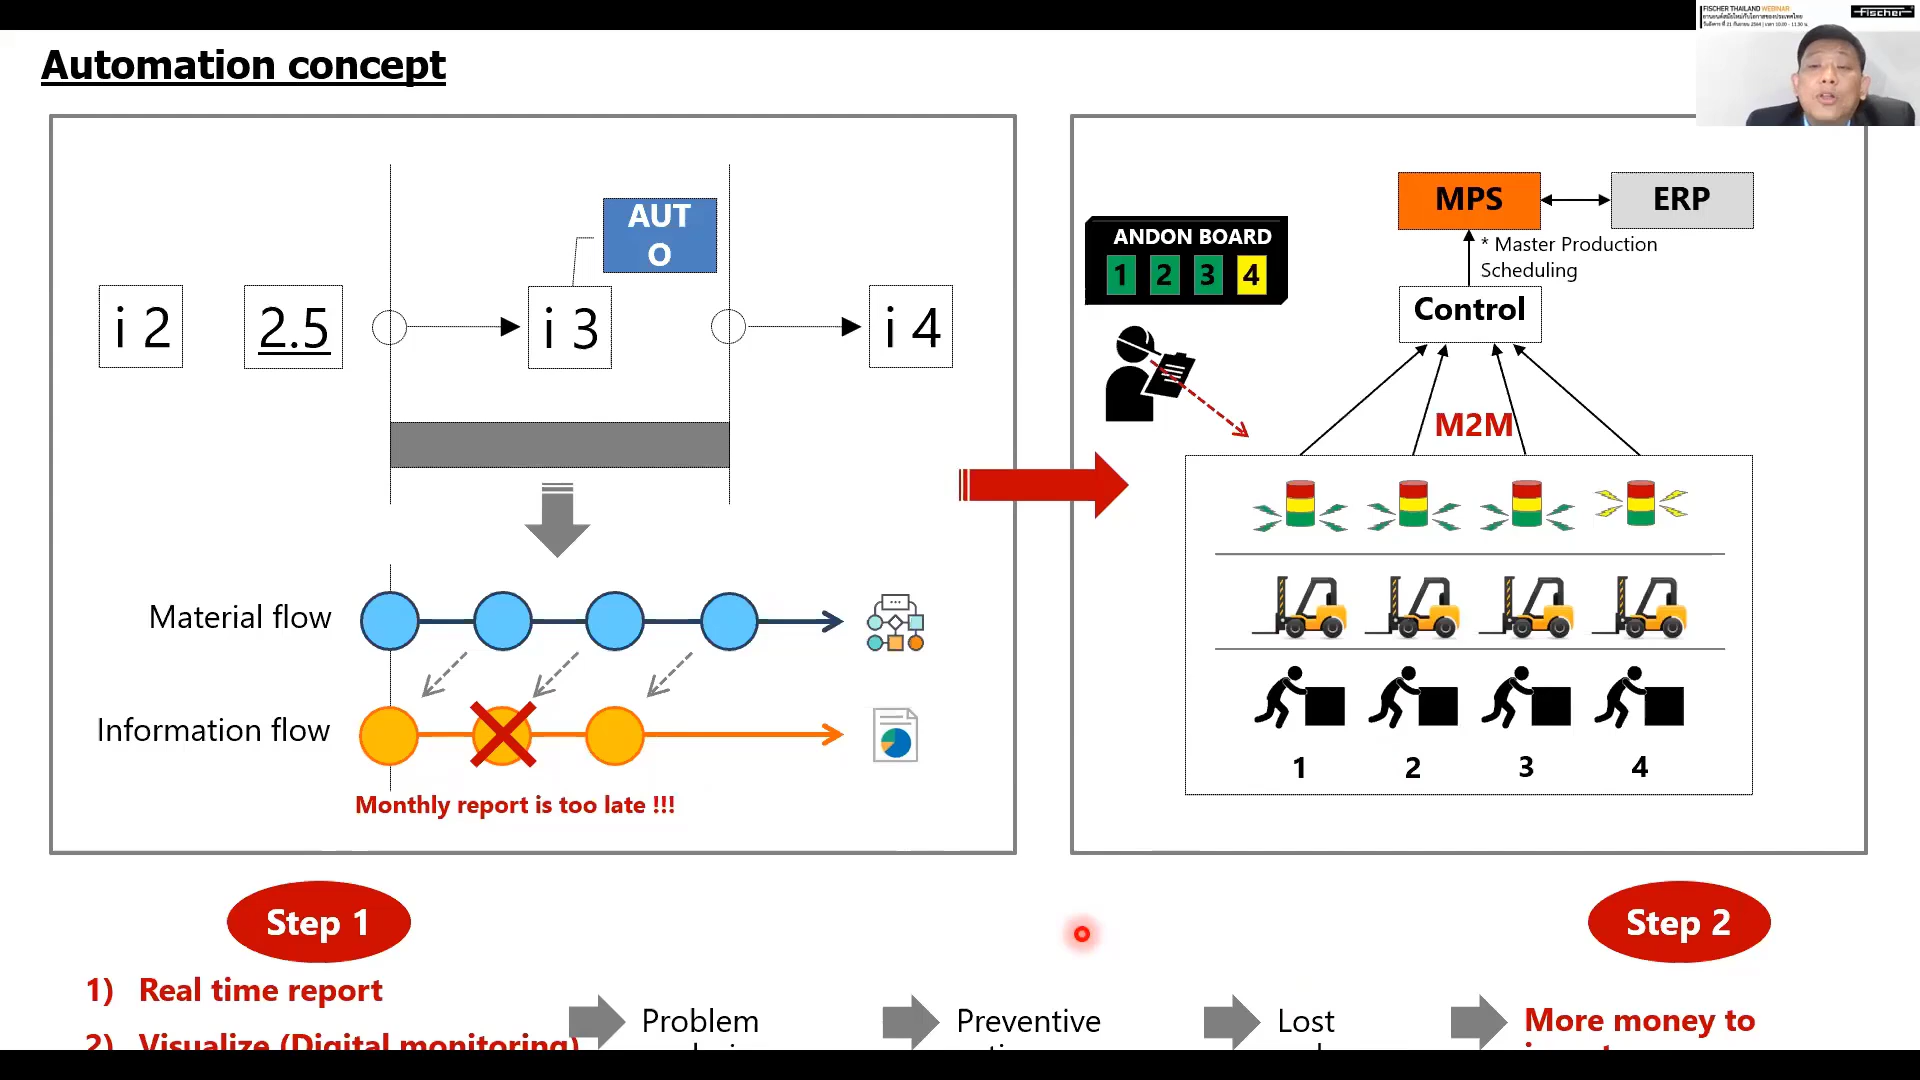 FISCHER THAILAND WEBINAR
fischer
Automation concept
AUT
O
i 2
2.5
i 3
i 4
Material flow
Information flow
Monthly report is too late !!!
ANDON BOARD
1 2 3 4
MPS
ERP
* Master Production
Scheduling
Control
M2M
1 2 3 4
Step 1
Step 2
1) Real time report
2) Visualize (Digital monitoring)
Problem
Preventive
Lost
More money to